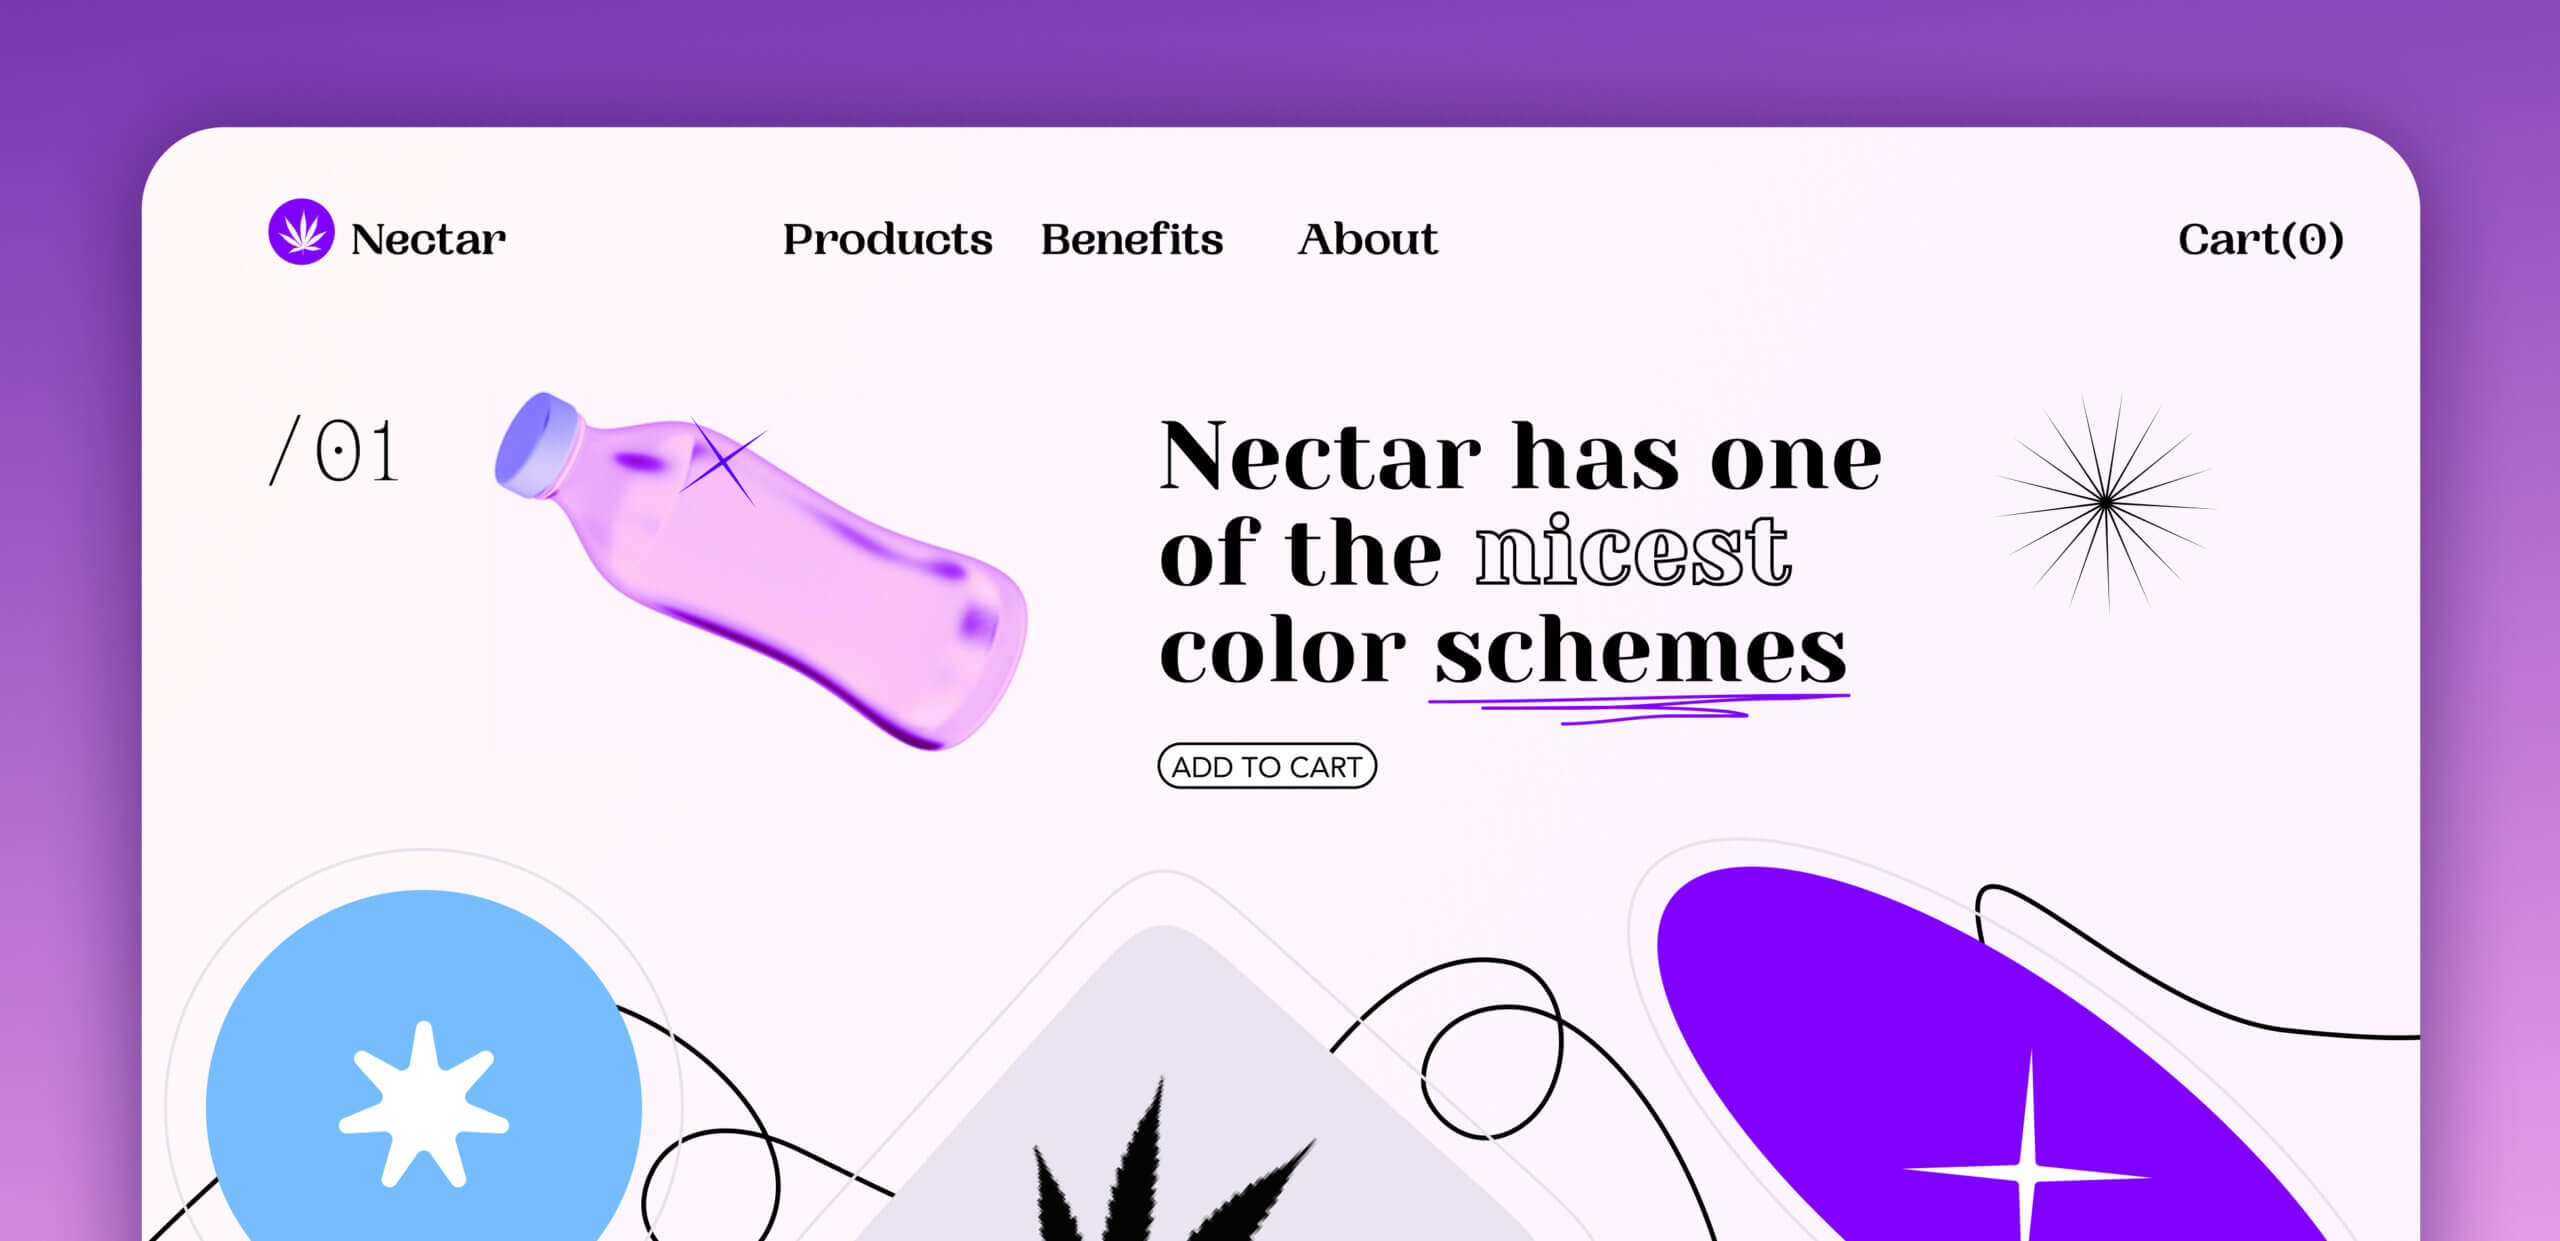 Nectar
Products Benefits About
Cart(0)
/01
Nectar has one
of the nicest
color schemes
ADD TO CART